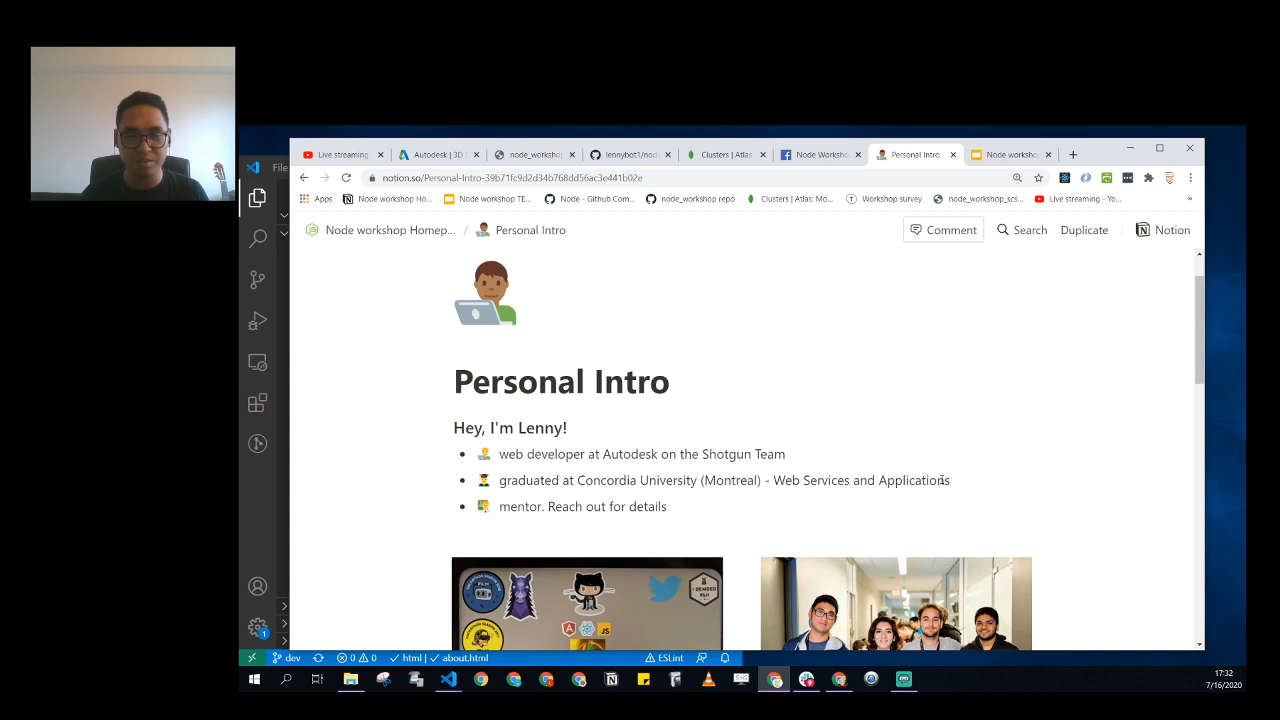 Live streaming
Autodesk | 3D
node_worksho
lennybot1/nod
Clusters | Atlas
Node Worksho
Personal Intro
Node worksho
File
notion.so/Personal-Intro-39b71fc9d2d34b768dd56ac3e441b02e
Apps
Node workshop Ho...
Node workshop TE...
Node - Github Com...
node_workshop repo
Clusters | Atlas: Mo...
Workshop survey
node_workshop_scs...
Live streaming - Yo...
»
Node workshop Homep... / Personal Intro
Comment
Search
Duplicate
Notion
Personal Intro
Hey, I'm Lenny!
• web developer at Autodesk on the Shotgun Team
• graduated at Concordia University (Montreal) - Web Services and Applications
• mentor. Reach out for details
JS
1
dev
0
0
html | about.html
ESLint
17:32
7/16/2020